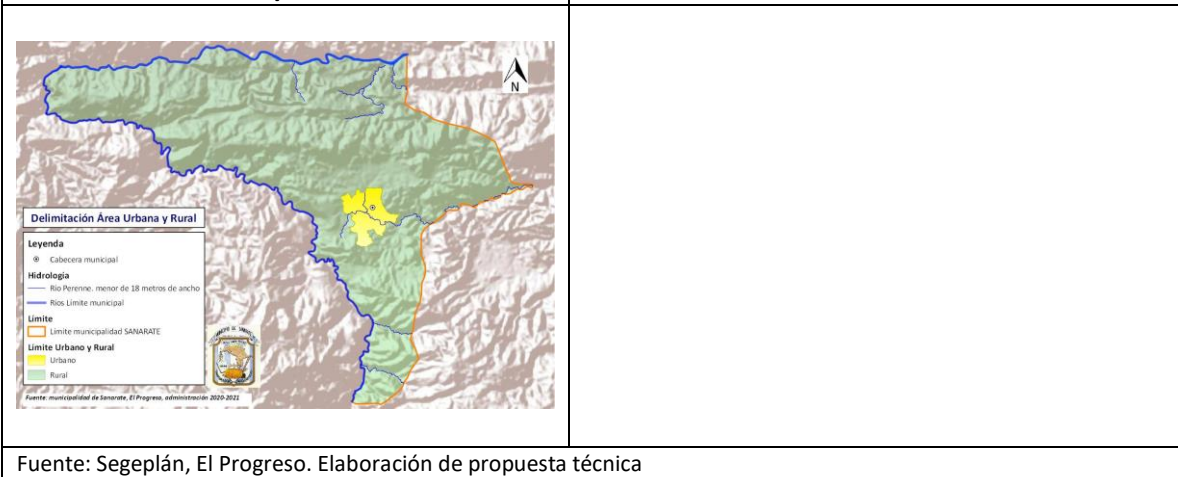 N
Delimitación Área Urbana y Rural
Leyenda
Cabecera municipal
Hidrología
Rio Perenne. menor de 18 metros de ancho
Rios Limite municipal
Limite
Limite municipalidad SANARATE
Limite Urbano y Rural
Urbano
Rural
Fuente: municipalidad de Sanarate, El Progreso, administración 2020-2021
Fuente: Segeplán, El Progreso. Elaboración de propuesta técnica